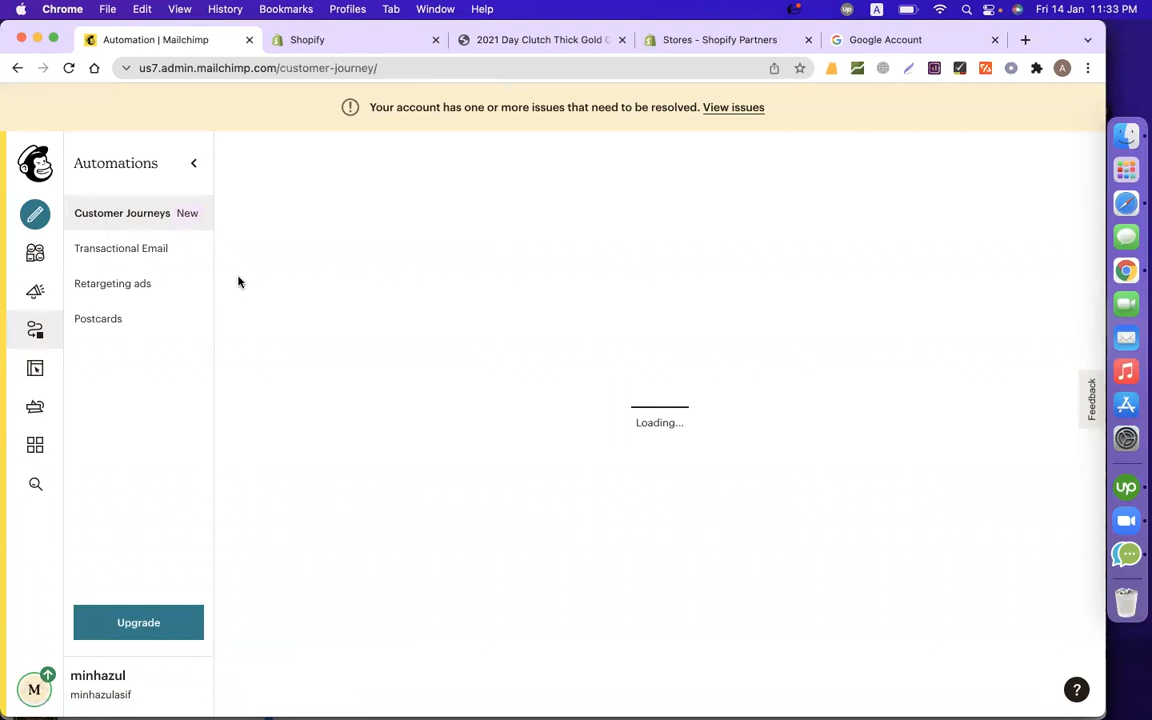 Chrome File Edit View History Bookmarks Profiles Tab Window Help
A
Fri 14 Jan 11:33 PM
Automation | Mailchimp
Shopify
2021 Day Clutch Thick Gold C
Stores - Shopify Partners
Google Account
us7.admin.mailchimp.com/customer-journey/
A
Your account has one or more issues that need to be resolved. View issues
Automations
Customer Journeys New
Transactional Email
Retargeting ads
Postcards
Loading...
Feedback
Upgrade
M
minhazul
minhazulasif
?
up